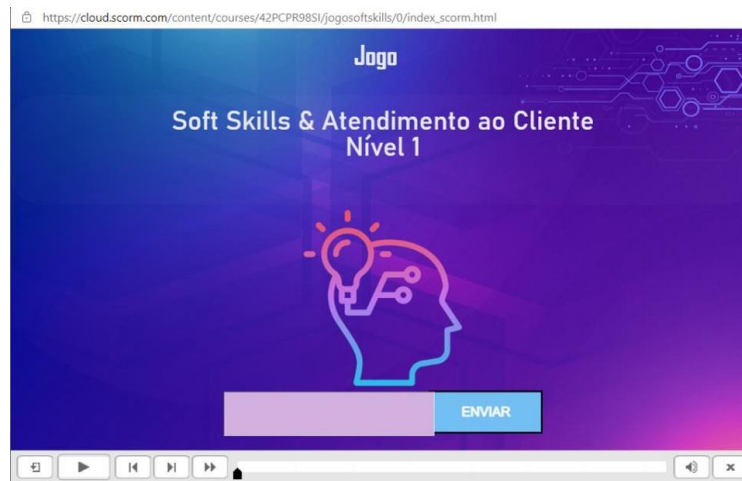 https://cloud.scorm.com/content/courses/42PCPR98SI/jogosoftskills/0/index_scorm.html
Jogo
Soft Skills & Atendimento ao Cliente
Nível 1
ENVIAR